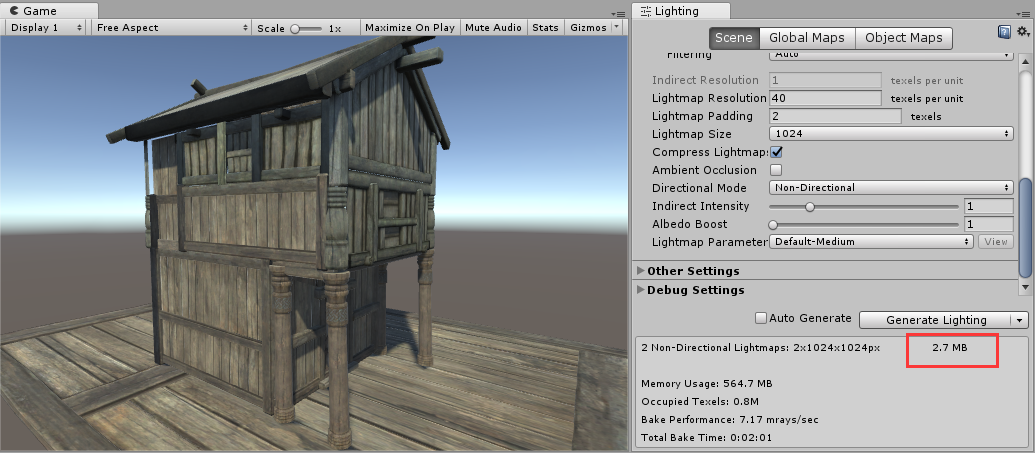 Game
Display 1 Free Aspect Scale 1x Maximize On Play Mute Audio Stats Gizmos
Lighting
Scene Global Maps Object Maps
Filtering Auto
Indirect Resolution 1 texels per unit
Lightmap Resolution 40 texels per unit
Lightmap Padding 2 texels
Lightmap Size 1024
Compress Lightmap
Ambient Occlusion
Directional Mode Non-Directional
Indirect Intensity 1
Albedo Boost 1
Lightmap Parameter Default-Medium View
Other Settings
Debug Settings
Auto Generate Generate Lighting
2 Non-Directional Lightmaps: 2x1024x1024px 2.7 MB
Memory Usage: 564.7 MB
Occupied Texels: 0.8M
Bake Performance: 7.17 mrays/sec
Total Bake Time: 0:02:01